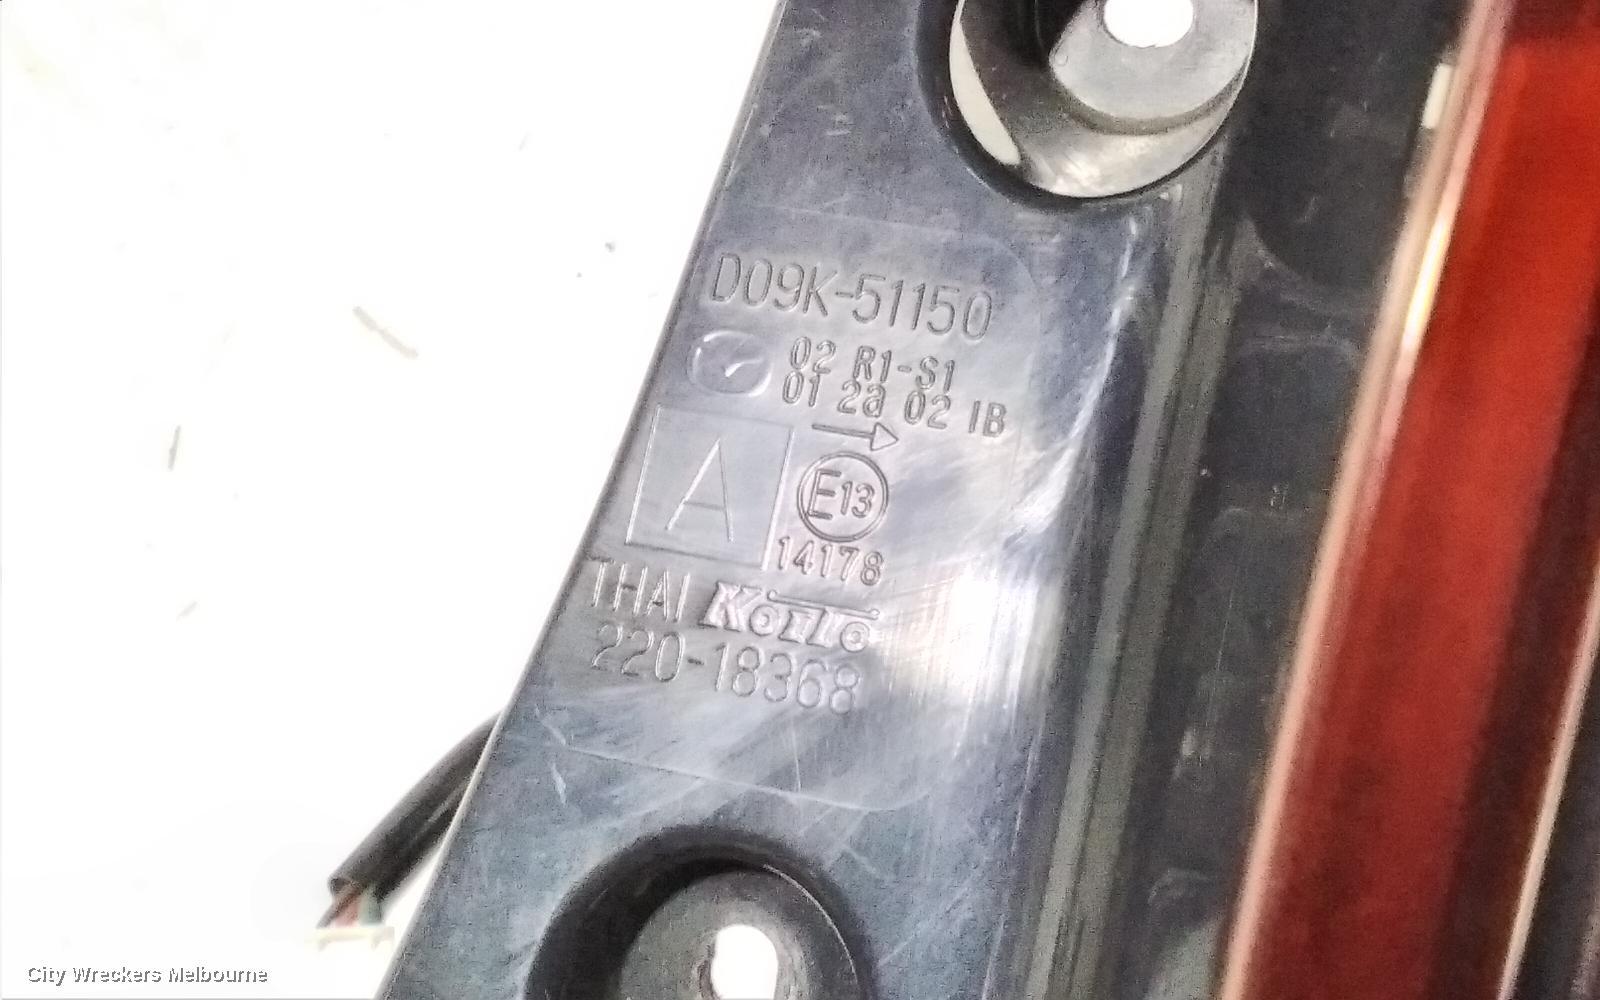 D09K-51150
02 R1-S1
01 2a 02 IB
A
E13
14178
THAI KOITO
220-18368
City Wreckers Melbourne